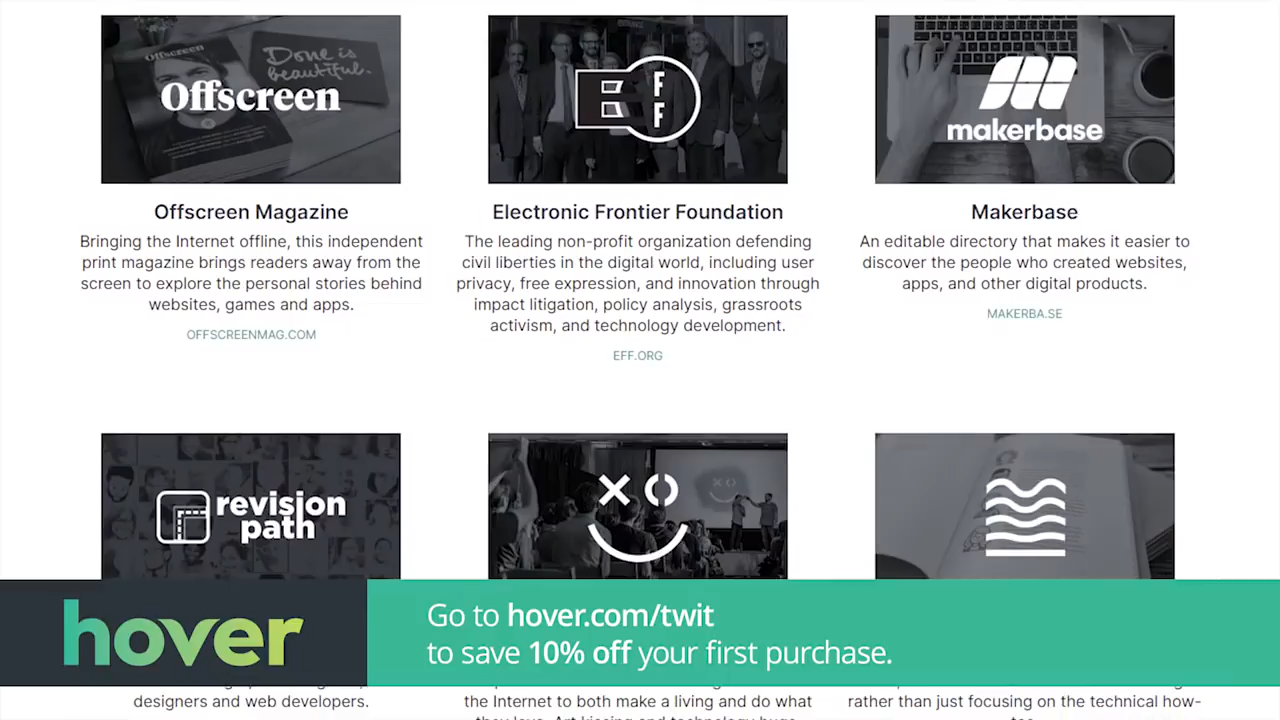 Offscreen
Done is
beautiful.
Offscreen
EFF
makerbase
Offscreen Magazine
Bringing the Internet offline, this independent
print magazine brings readers away from the
screen to explore the personal stories behind
websites, games and apps.
OFFSCREENMAG.COM
Electronic Frontier Foundation
The leading non-profit organization defending
civil liberties in the digital world, including user
privacy, free expression, and innovation through
impact litigation, policy analysis, grassroots
activism, and technology development.
EFF.ORG
Makerbase
An editable directory that makes it easier to
discover the people who created websites,
apps, and other digital products.
MAKERBA.SE
revision
path
XO
hover
Go to hover.com/twit
to save 10% off your first purchase.
designers and web developers.
the Internet to both make a living and do what
rather than just focusing on the technical how-